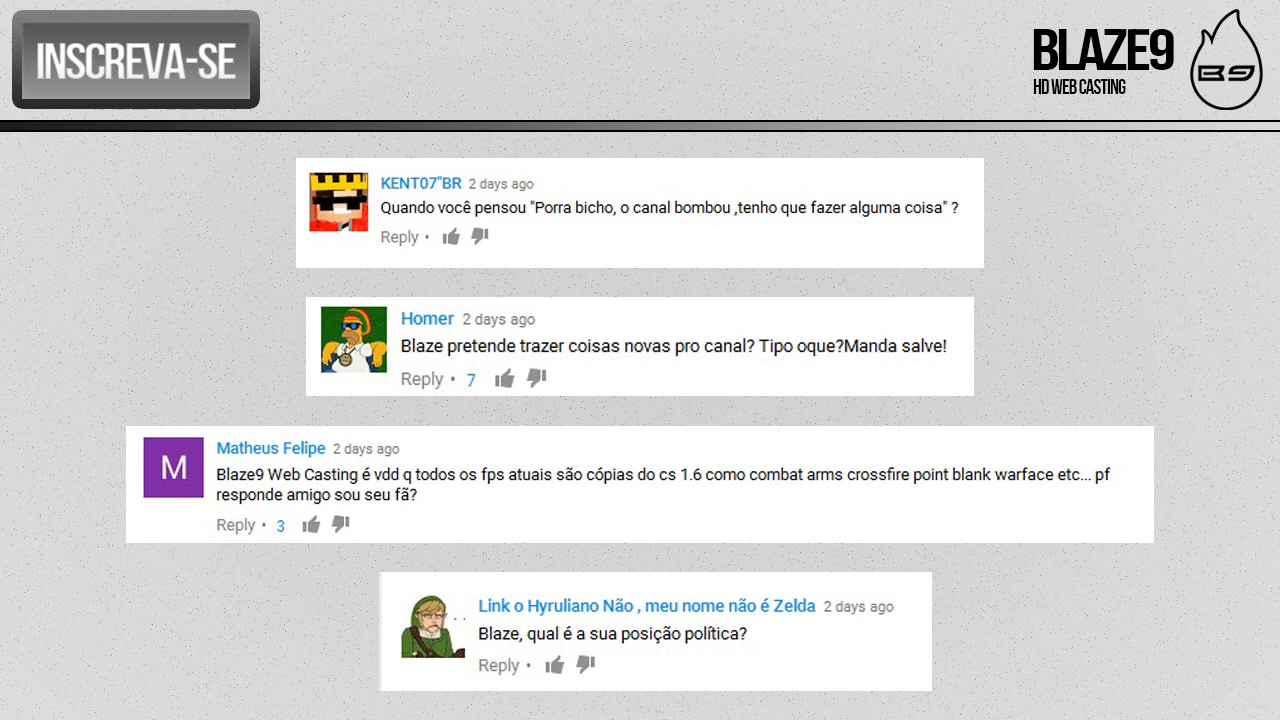 INSCREVA-SE
BLAZE9
HD WEB CASTING
B9
KENT07"BR 2 days ago
Quando você pensou "Porra bicho, o canal bombou ,tenho que fazer alguma coisa" ?
Reply •
Homer 2 days ago
Blaze pretende trazer coisas novas pro canal? Tipo oque?Manda salve!
Reply • 7
M
Matheus Felipe 2 days ago
Blaze9 Web Casting é vdd q todos os fps atuais são cópias do cs 1.6 como combat arms crossfire point blank warface etc... pf
responde amigo sou seu fã?
Reply • 3
Link o Hyruliano Não , meu nome não é Zelda 2 days ago
Blaze, qual é a sua posição política?
Reply •